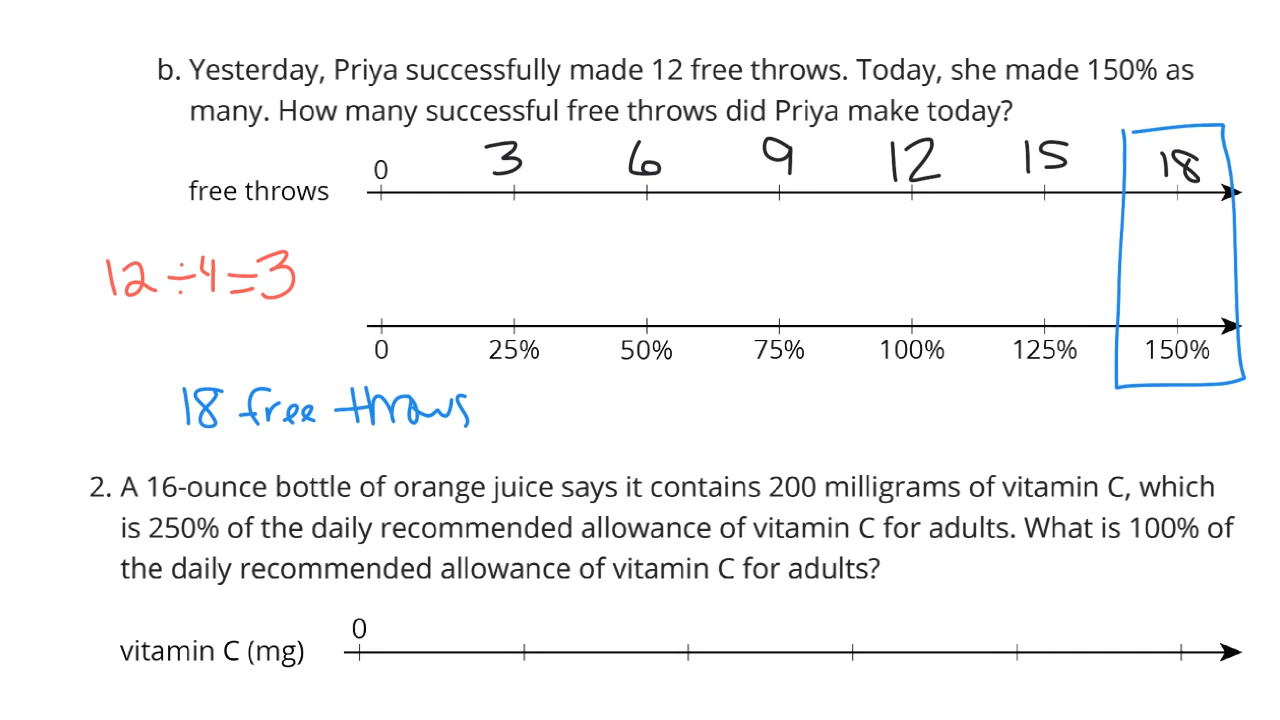 b. Yesterday, Priya successfully made 12 free throws. Today, she made 150% as
many. How many successful free throws did Priya make today?
0 3 6 9 12 15 18
free throws
12 ÷ 4 = 3
0 25% 50% 75% 100% 125% 150%
18 free throws
2. A 16-ounce bottle of orange juice says it contains 200 milligrams of vitamin C, which
is 250% of the daily recommended allowance of vitamin C for adults. What is 100% of
the daily recommended allowance of vitamin C for adults?
0
vitamin C (mg)